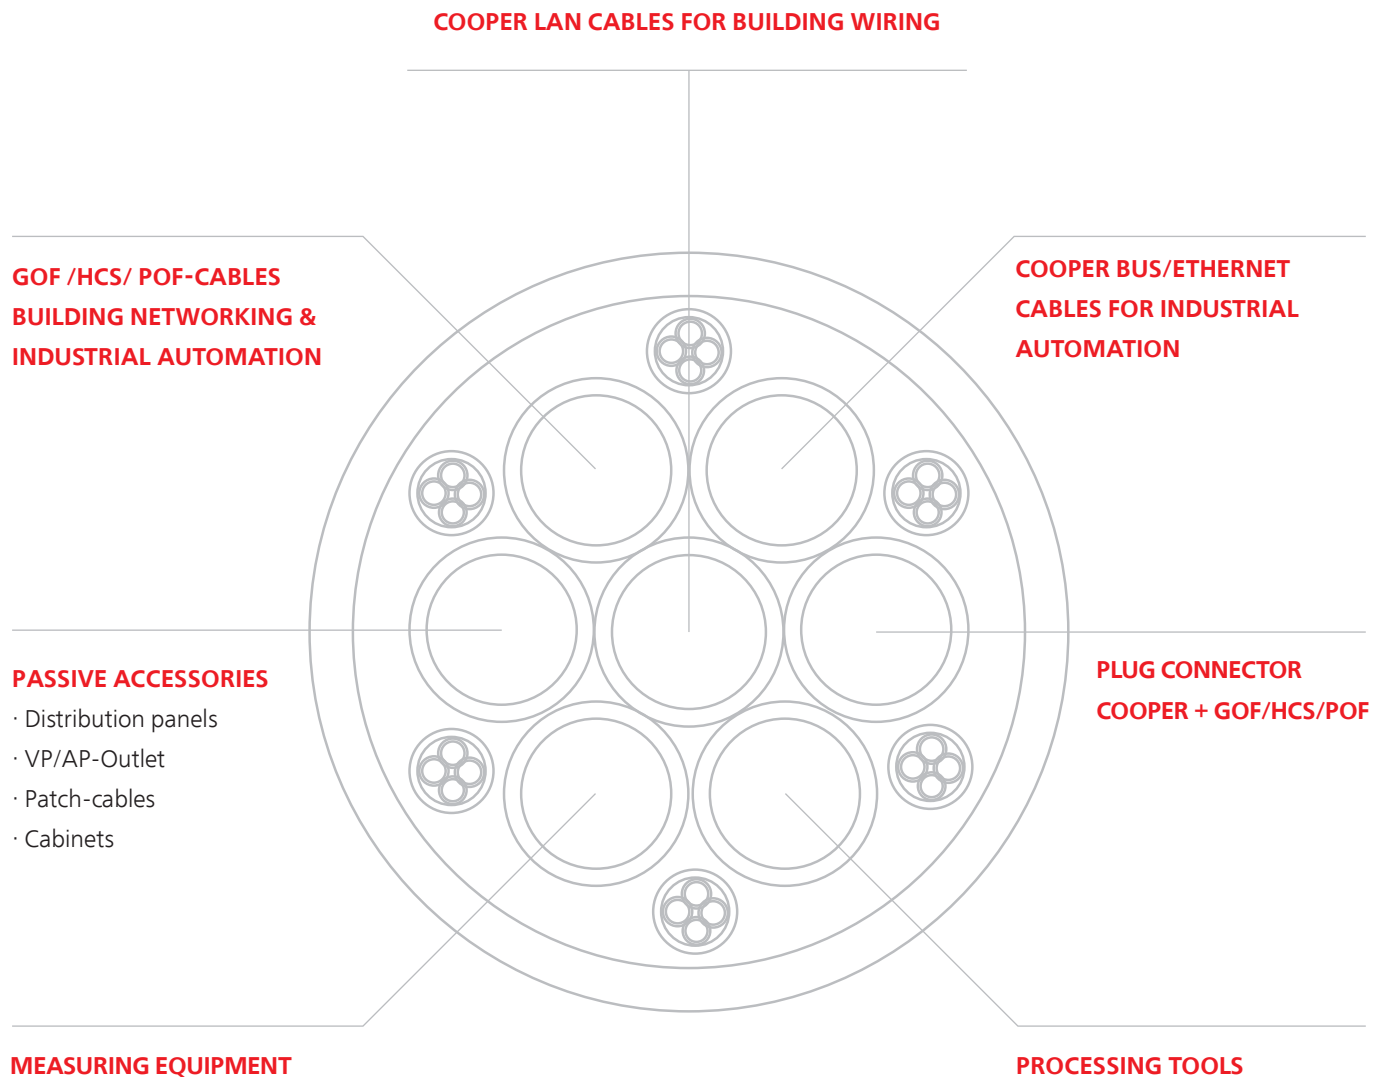 COOPER LAN CABLES FOR BUILDING WIRING
GOF /HCS/ POF-CABLES
BUILDING NETWORKING &
INDUSTRIAL AUTOMATION
COOPER BUS/ETHERNET
CABLES FOR INDUSTRIAL
AUTOMATION
PASSIVE ACCESSORIES
· Distribution panels
· VP/AP-Outlet
· Patch-cables
· Cabinets
PLUG CONNECTOR
COOPER + GOF/HCS/POF
MEASURING EQUIPMENT
PROCESSING TOOLS